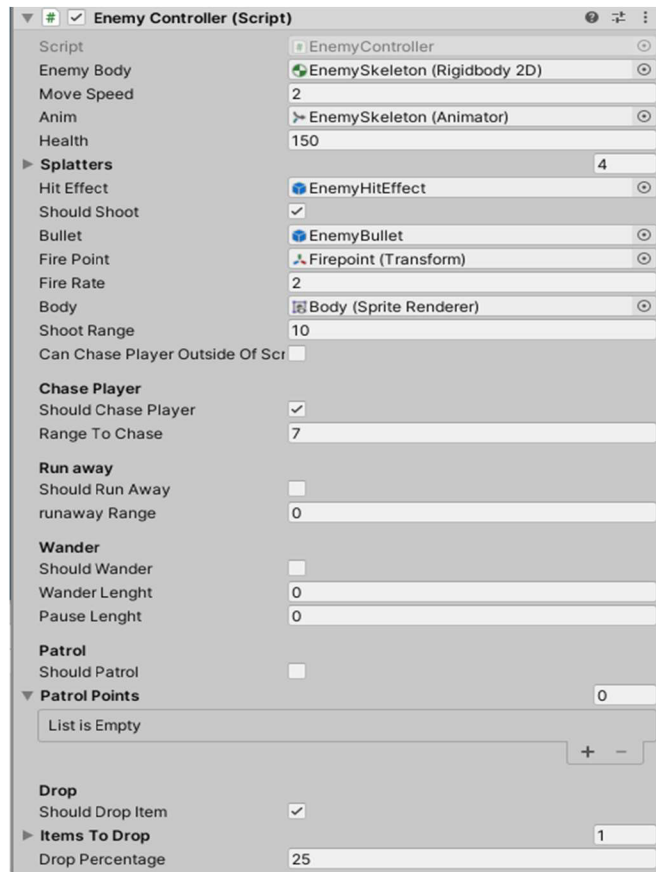 Enemy Controller (Script)
Script EnemyController
Enemy Body EnemySkeleton (Rigidbody 2D)
Move Speed 2
Anim EnemySkeleton (Animator)
Health 150
Splatters 4
Hit Effect EnemyHitEffect
Should Shoot
Bullet EnemyBullet
Fire Point Firepoint (Transform)
Fire Rate 2
Body Body (Sprite Renderer)
Shoot Range 10
Can Chase Player Outside Of Scr
Chase Player
Should Chase Player
Range To Chase 7
Run away
Should Run Away
runaway Range 0
Wander
Should Wander
Wander Lenght 0
Pause Lenght 0
Patrol
Should Patrol
Patrol Points 0
List is Empty
+ −
Drop
Should Drop Item
Items To Drop 1
Drop Percentage 25